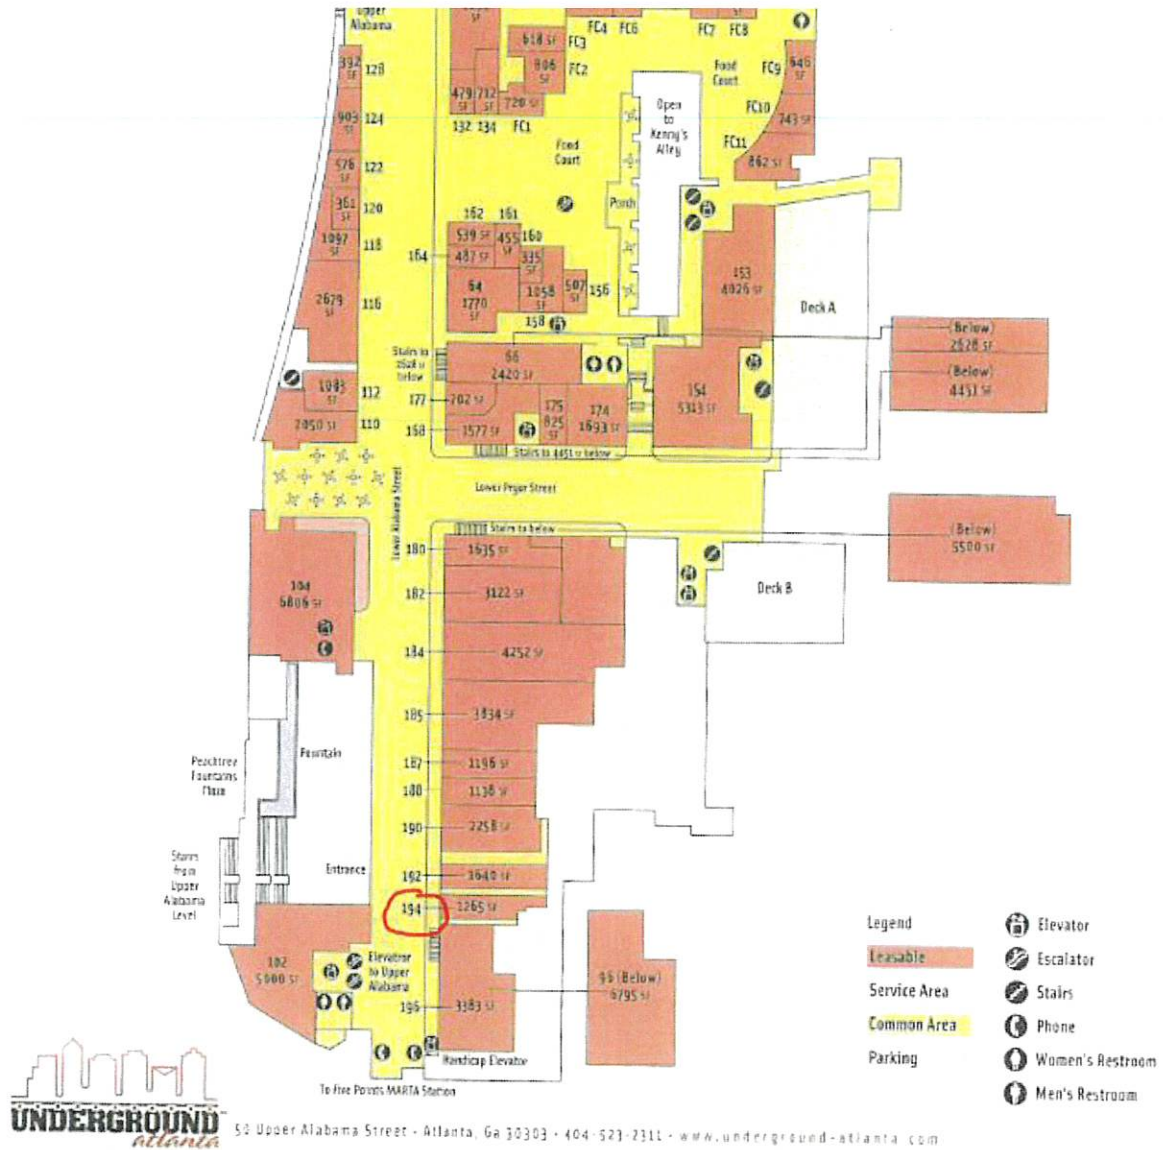 Upper
Alabama
FC4 FC6
FC7 FC8
618 SF
FC3
806
SF
FC2
479
SF
712
SF
720 SF
132 134 FC1
Food
Court
Food
Court
FC9
646
SF
FC10
743 SF
FC11
862 SF
Open
to
Kenny's
Alley
Porch
392
SF
128
903
SF
124
576
SF
122
361
SF
120
1097
SF
118
2679
SF
116
1083
SF
112
2050 SF
110
162 161
539 SF
455
SF
160
164
487 SF
335
SF
64
1770
SF
1058
SF
507
SF
156
158
153
4026 SF
Deck A
(Below)
2628 SF
(Below)
4451 SF
Stairs to
2628 u
below
66
2420 SF
177
702 SF
168
1577 SF
175
825
SF
174
1693 SF
154
5313 SF
Stairs to 4451 u below
Lower Pryor Street
Lower Alabama Street
Stairs to below
(Below)
5500 SF
180
1635 SF
182
3122 SF
Deck B
104
6806 SF
184
4252 SF
185
3834 SF
187
1196 SF
188
1136 SF
190
2258 SF
192
1640 SF
194
1265 SF
Fountain
Peachtree
Fountains
Plaza
Stairs
from
Upper
Alabama
Level
Entrance
102
5000 SF
Elevatror
to Upper
Alabama
196
3383 SF
96 (Below)
6795 SF
Handicap Elevator
To Five Points MARTA Station
Legend
Leasable
Service Area
Common Area
Parking
Elevator
Escalator
Stairs
Phone
Women's Restroom
Men's Restroom
UNDERGROUND
atlanta
50 Upper Alabama Street - Atlanta, Ga 30303 - 404-523-2311 - www.underground-atlanta.com